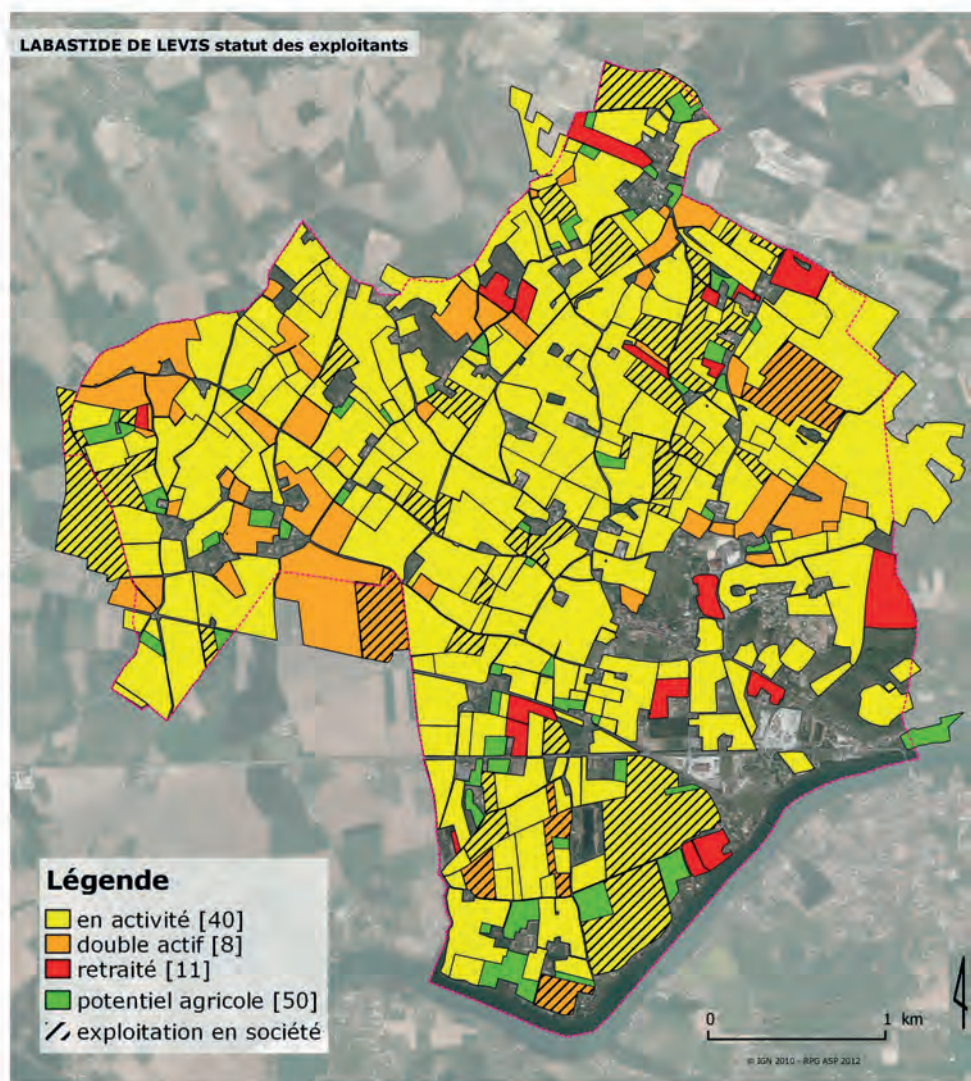 LABASTIDE DE LEVIS statut des exploitants
Légende
en activité [40]
double actif [8]
retraité [11]
potentiel agricole [50]
exploitation en société
0 1 km
© IGN 2010 - RPG ASP 2012